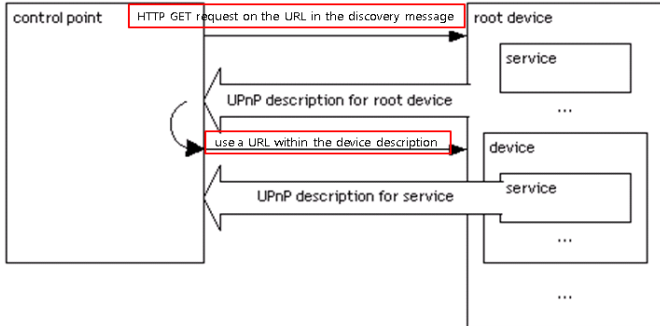 control point
HTTP GET request on the URL in the discovery message
root device
service
UPnP description for root device
...
use a URL within the device description
device
UPnP description for service
service
...
...